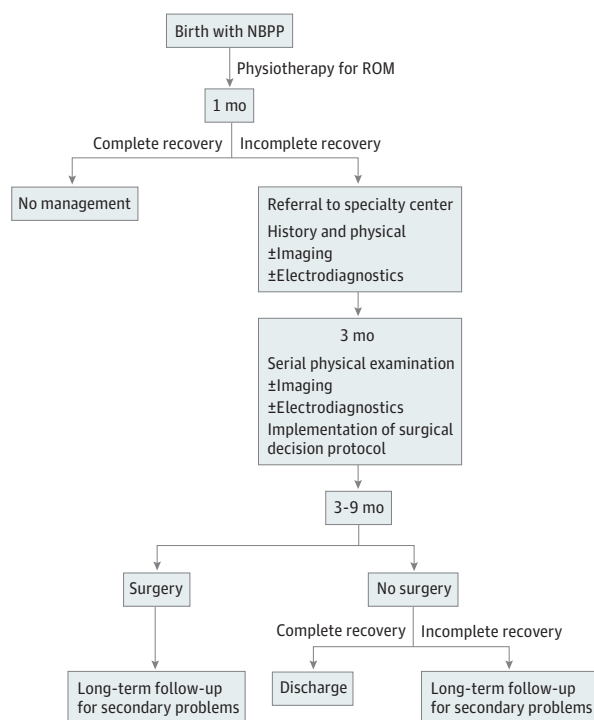 Birth with NBPP
Physiotherapy for ROM
1 mo
Complete recovery
Incomplete recovery
No management
Referral to specialty center
History and physical
±Imaging
±Electrodiagnostics
3 mo
Serial physical examination
±Imaging
±Electrodiagnostics
Implementation of surgical
decision protocol
3-9 mo
Surgery
No surgery
Complete recovery
Incomplete recovery
Long-term follow-up
for secondary problems
Discharge
Long-term follow-up
for secondary problems